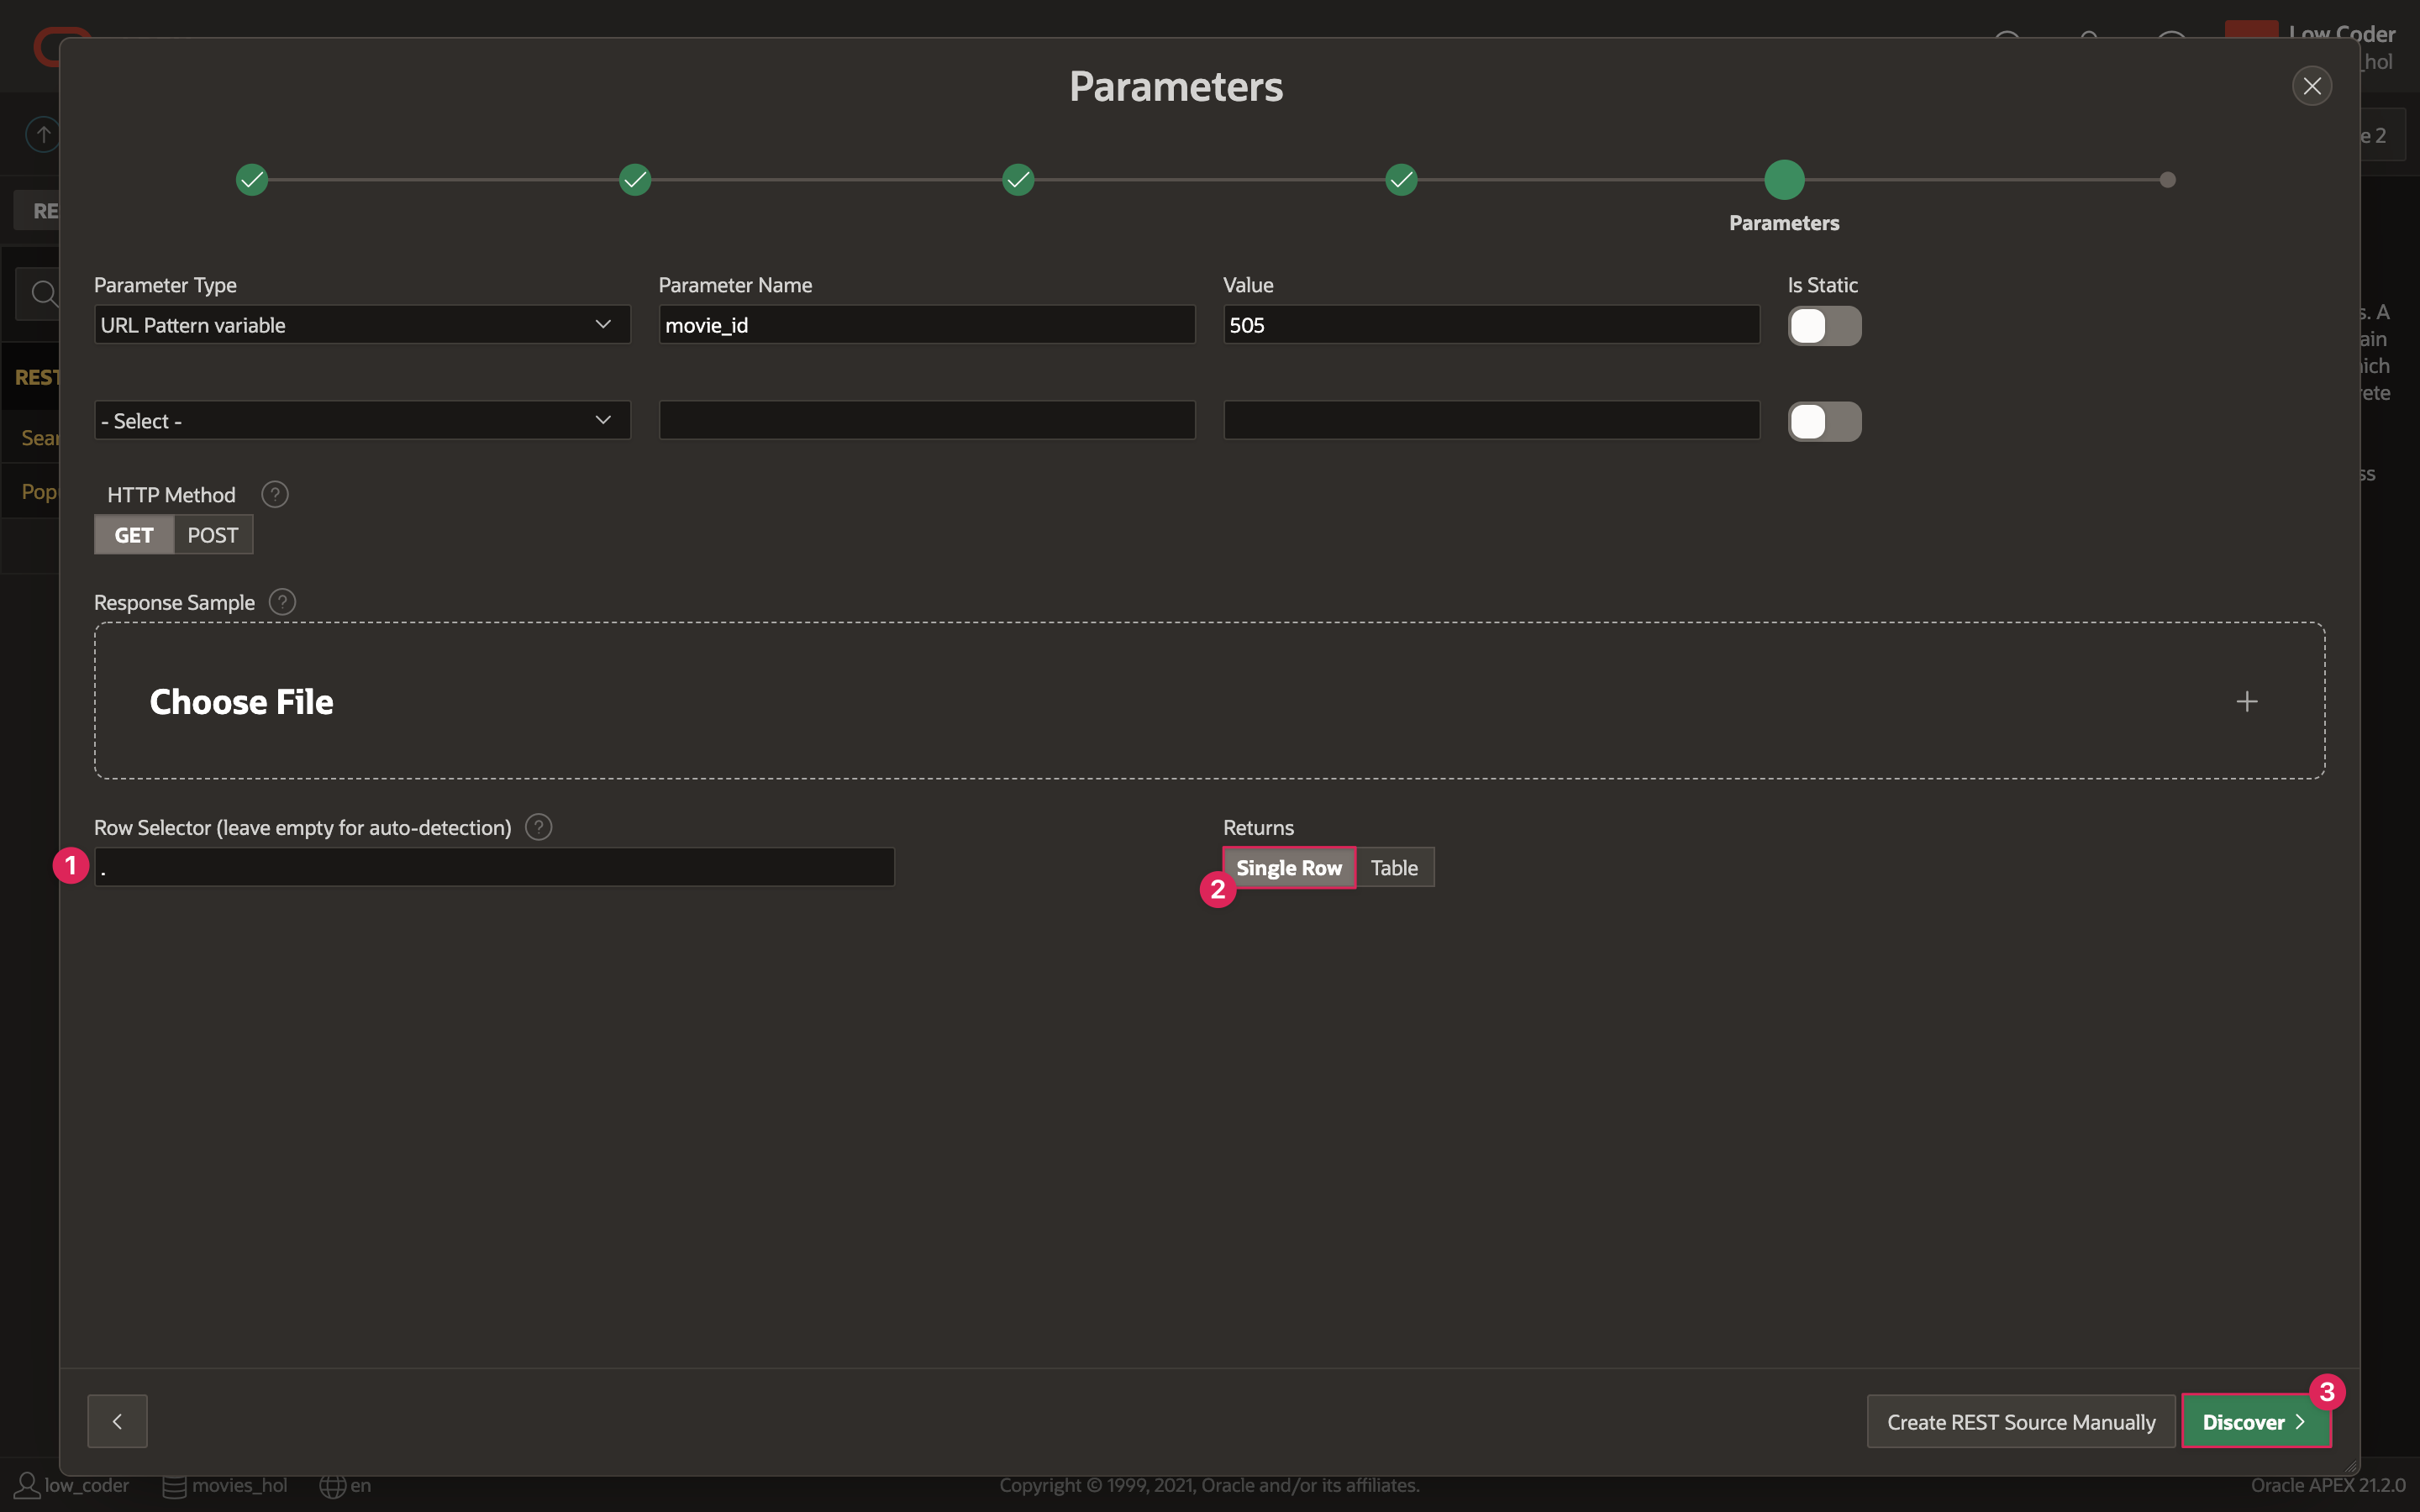 Low Coder
_hol
Parameters
e 2
Parameters
RE
Parameter Type
Parameter Name
Value
Is Static
URL Pattern variable
movie_id
505
s. A
ain
ich
rete
REST
- Select -
Sear
HTTP Method
?
ss
Pop
GET
POST
Response Sample
?
Choose File
+
Row Selector (leave empty for auto-detection)
?
Returns
1
.
Single Row
Table
2
3
Create REST Source Manually
Discover
low_coder
movies_hol
en
Copyright © 1999, 2021, Oracle and/or its affiliates.
Oracle APEX 21.2.0